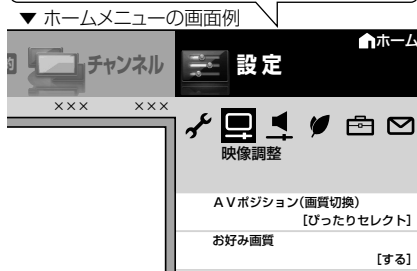 ▼ ホームメニューの画面例
チャンネル
設定
ホーム
×××　×××
映像調整
AVポジション(画質切換)
[ぴったりセレクト]
お好み画質
[する]